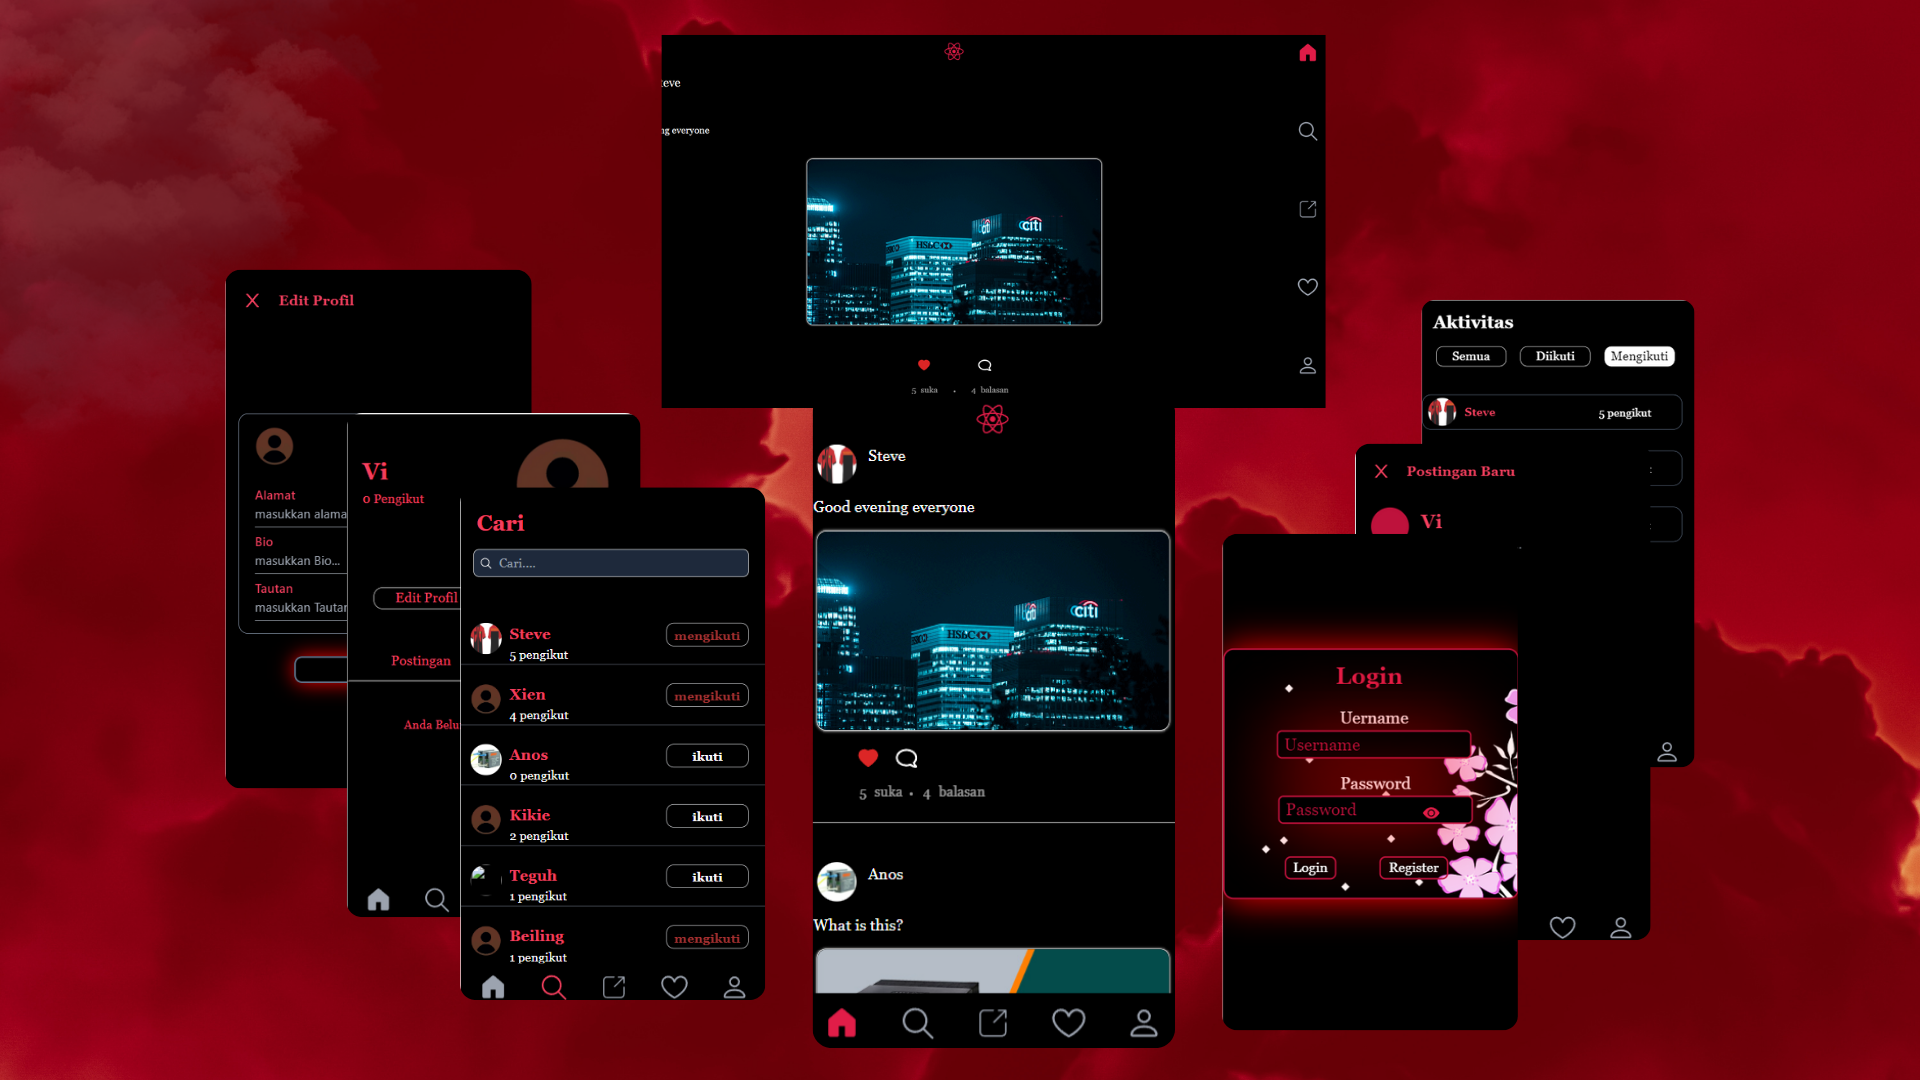 teve
ng everyone
HSBC
citi
citi
5 suka . 4 balasan
Edit Profil
Alamat
masukkan alama
Bio
masukkan Bio...
Tautan
masukkan Tautan
Vi
0 Pengikut
Edit Profil
Postingan
Anda Belu
Cari
Cari....
Steve
5 pengikut
mengikuti
Xien
4 pengikut
mengikuti
Anos
0 pengikut
ikuti
Kikie
2 pengikut
ikuti
Teguh
1 pengikut
ikuti
Beiling
1 pengikut
mengikuti
Steve
Good evening everyone
HSBC
citi
citi
5 suka . 4 balasan
Anos
What is this?
Aktivitas
Semua Diikuti Mengikuti
Steve 5 pengikut
Postingan Baru
Vi
Login
Uername
Username
Password
Password
Login Register